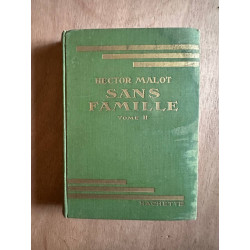 HECTOR MALOT
SANS
FAMILLE
TOME II
HACHETTE